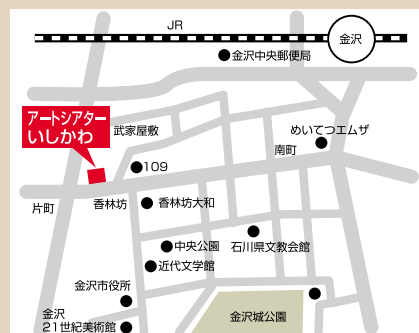 JR
金沢
金沢中央郵便局
アートシアター
いしかわ
武家屋敷
めいてつエムザ
南町
109
片町
香林坊
香林坊大和
中央公園
石川県文教会館
近代文学館
金沢市役所
金沢
21世紀美術館
金沢城公園